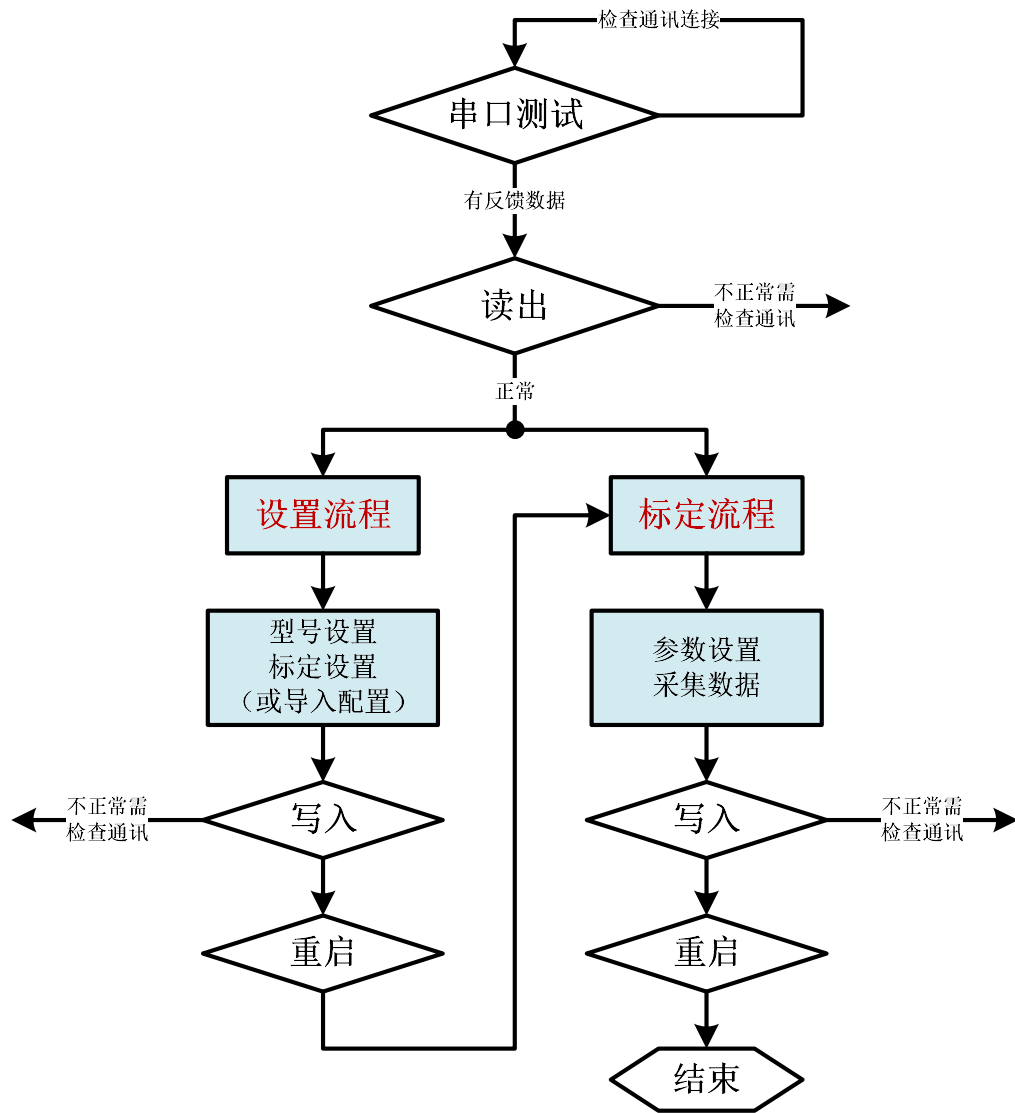 检查通讯连接
串口测试
有反馈数据
读出
不正常需
检查通讯
正常
设置流程
标定流程
型号设置
标定设置
（或导入配置）
参数设置
采集数据
不正常需
检查通讯
写入
写入
不正常需
检查通讯
重启
重启
结束